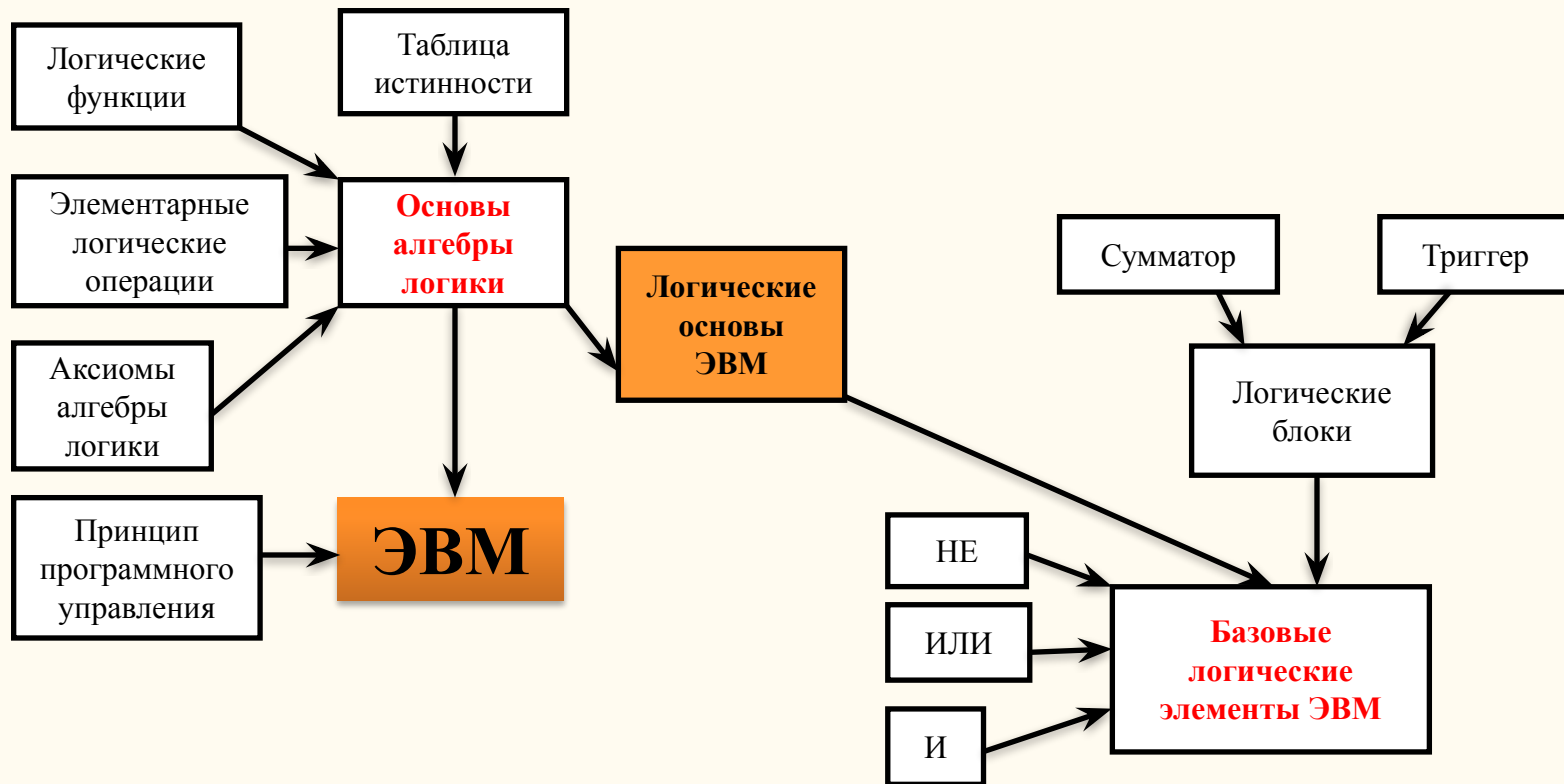 Логические
функции
Таблица
истинности
Элементарные
логические
операции
Основы
алгебры
логики
Аксиомы
алгебры
логики
Принцип
программного
управления
ЭВМ
Логические
основы
ЭВМ
Сумматор
Триггер
Логические
блоки
НЕ
ИЛИ
И
Базовые
логические
элементы ЭВМ